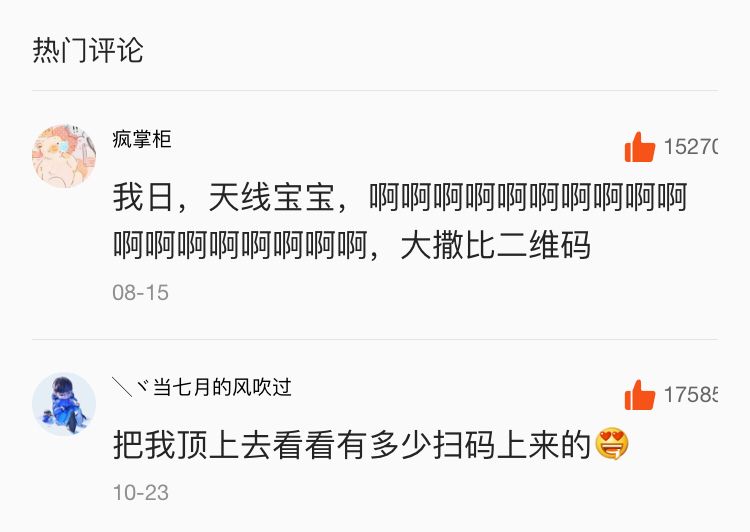 热门评论
疯掌柜
15270
我日，天线宝宝，啊啊啊啊啊啊啊啊啊啊
啊啊啊啊啊啊啊啊，大撒比二维码
08-15
╲ヾ当七月的风吹过
17585
把我顶上去看看有多少扫码上来的😍
10-23